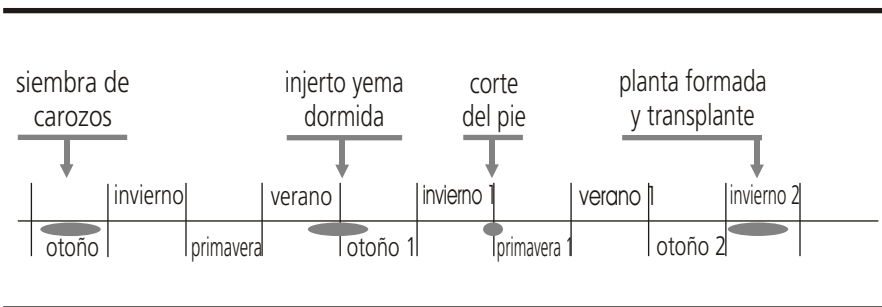 siembra de
carozos
injerto yema
dormida
corte
del pie
planta formada
y transplante
invierno
verano
invierno 1
verano 1
invierno 2
otoño
primavera
otoño 1
primavera 1
otoño 2